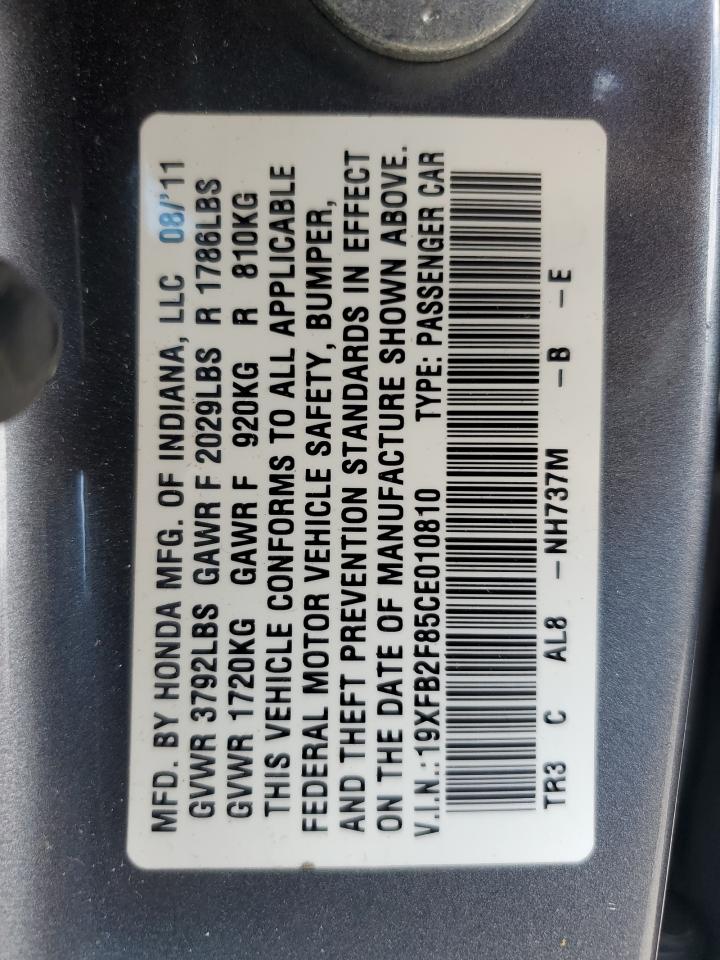 MFD. BY HONDA MFG. OF INDIANA, LLC 08/'11
GVWR 3792LBS GAWR F 2029LBS R 1786LBS
GVWR 1720KG GAWR F 920KG R 810KG
THIS VEHICLE CONFORMS TO ALL APPLICABLE
FEDERAL MOTOR VEHICLE SAFETY, BUMPER,
AND THEFT PREVENTION STANDARDS IN EFFECT
ON THE DATE OF MANUFACTURE SHOWN ABOVE.
V.I.N.:19XFB2F85CE010810 TYPE: PASSENGER CAR
TR3 C AL8 -NH737M -B -E